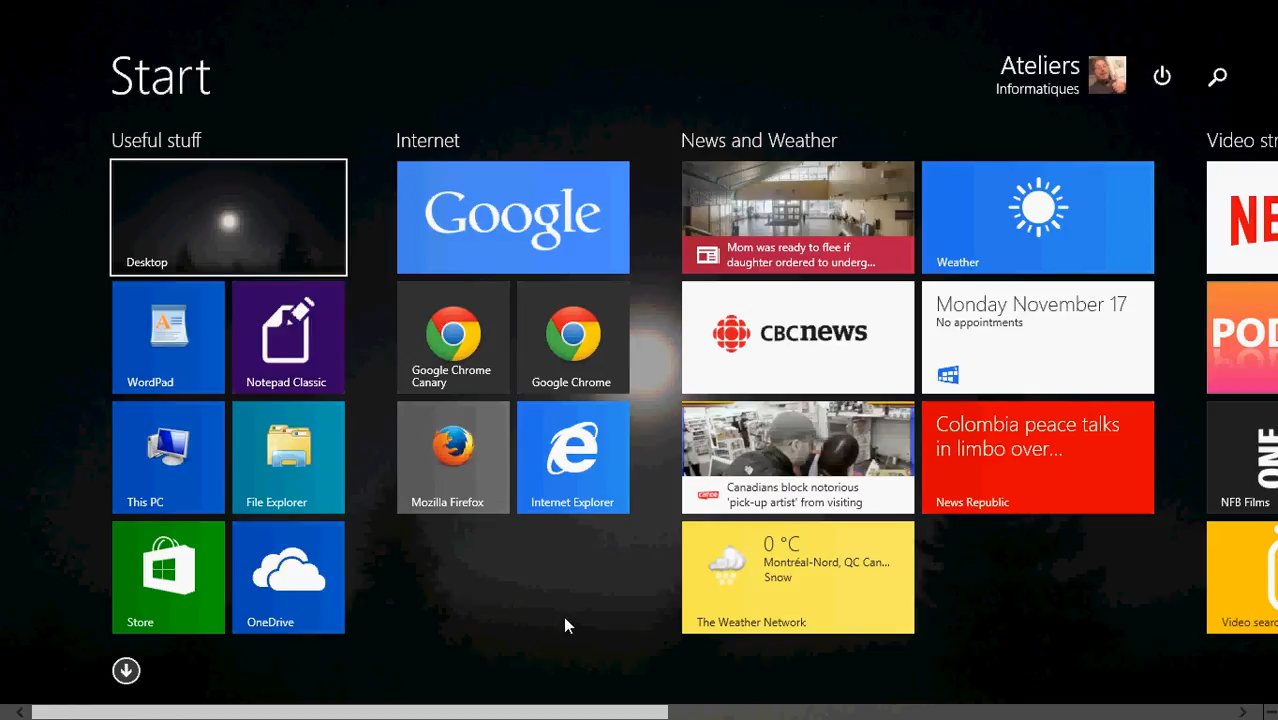 Start
Ateliers
Informatiques
Useful stuff
Internet
News and Weather
Video st
Desktop
Google
Mom was ready to flee if
daughter ordered to underg...
Weather
NE
WordPad
Notepad Classic
Google Chrome
Canary
Google Chrome
CBCnews
Monday November 17
No appointments
POD
This PC
File Explorer
Mozilla Firefox
Internet Explorer
canoe
Canadians block notorious
'pick-up artist' from visiting
Colombia peace talks
in limbo over...
News Republic
ONE
NFB Films
Store
OneDrive
0 °C
Montréal-Nord, QC Can...
Snow
The Weather Network
Video searc